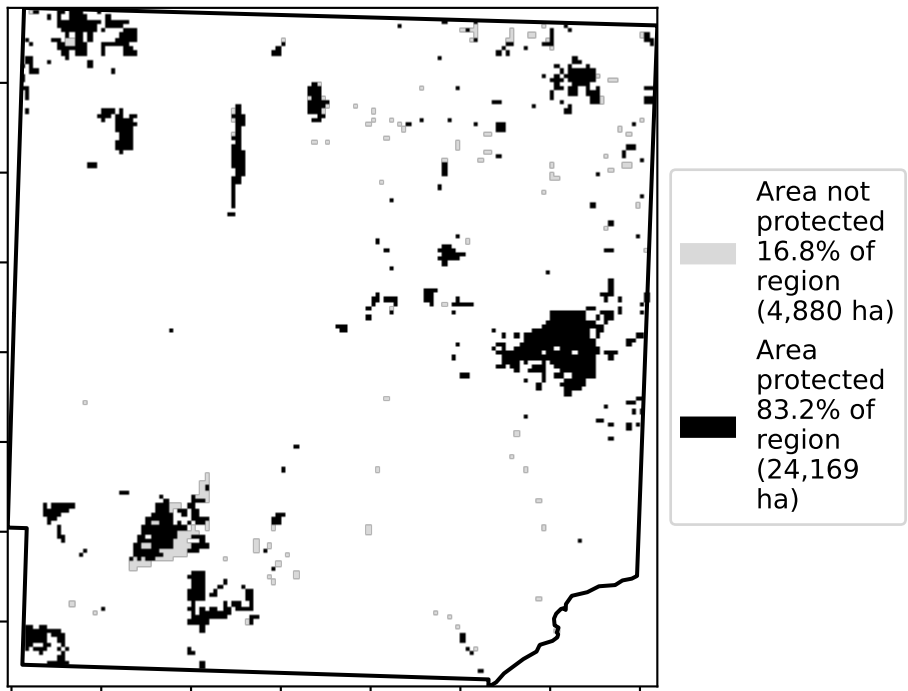 Area not
protected
16.8% of
region
(4,880 ha)
Area
protected
83.2% of
region
(24,169
ha)